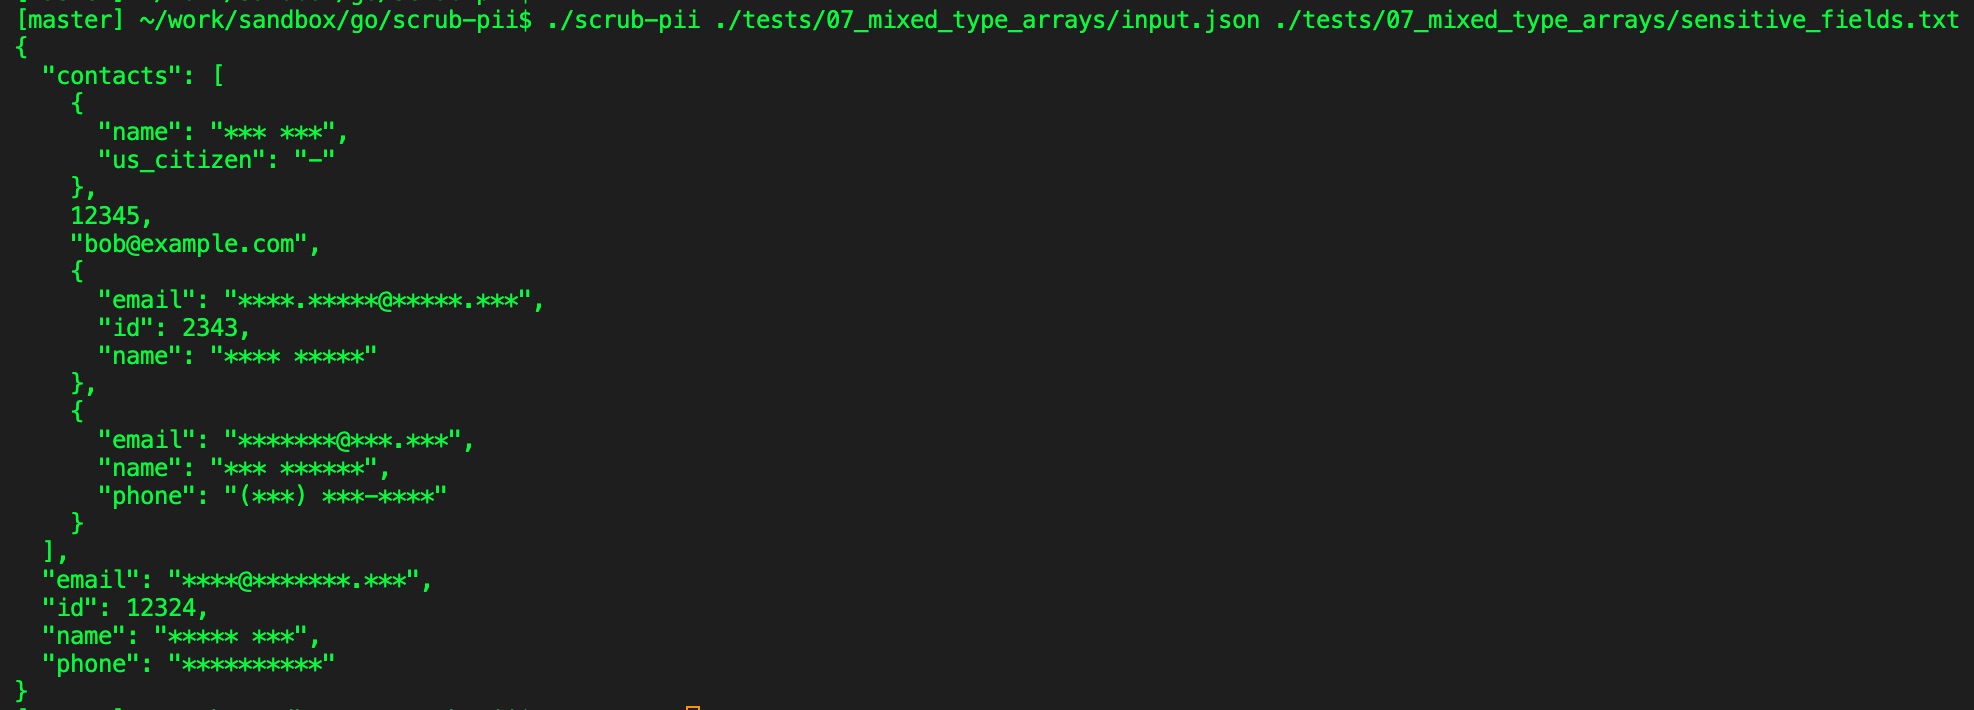 [master] ~/work/sandbox/go/scrub-pii$ ./scrub-pii ./tests/07_mixed_type_arrays/input.json ./tests/07_mixed_type_arrays/sensitive_fields.txt
{
  "contacts": [
    {
      "name": "*** ***",
      "us_citizen": "-"
    },
    12345,
    "bob@example.com",
    {
      "email": "****.*****@*****.***",
      "id": 2343,
      "name": "**** *****"
    },
    {
      "email": "*******@***.***",
      "name": "*** ******",
      "phone": "(***) ***-****"
    }
  ],
  "email": "****@*******.***",
  "id": 12324,
  "name": "***** ***",
  "phone": "**********"
}